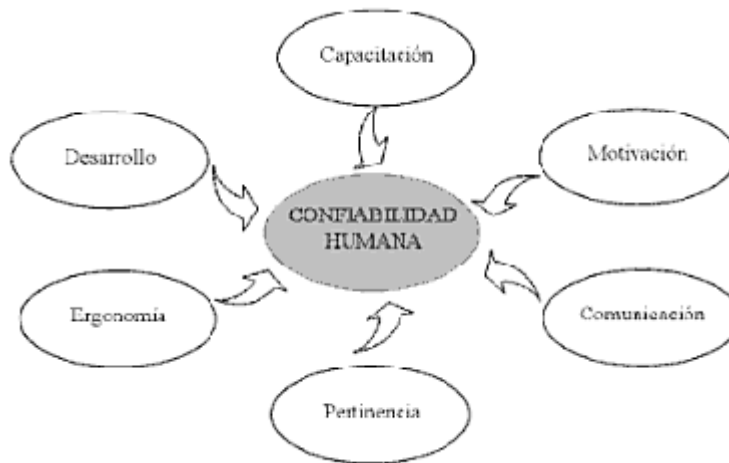 Capacitación
Desarrollo
Motivación
CONFIABILIDAD
HUMANA
Ergonomía
Comunicación
Pertinencia